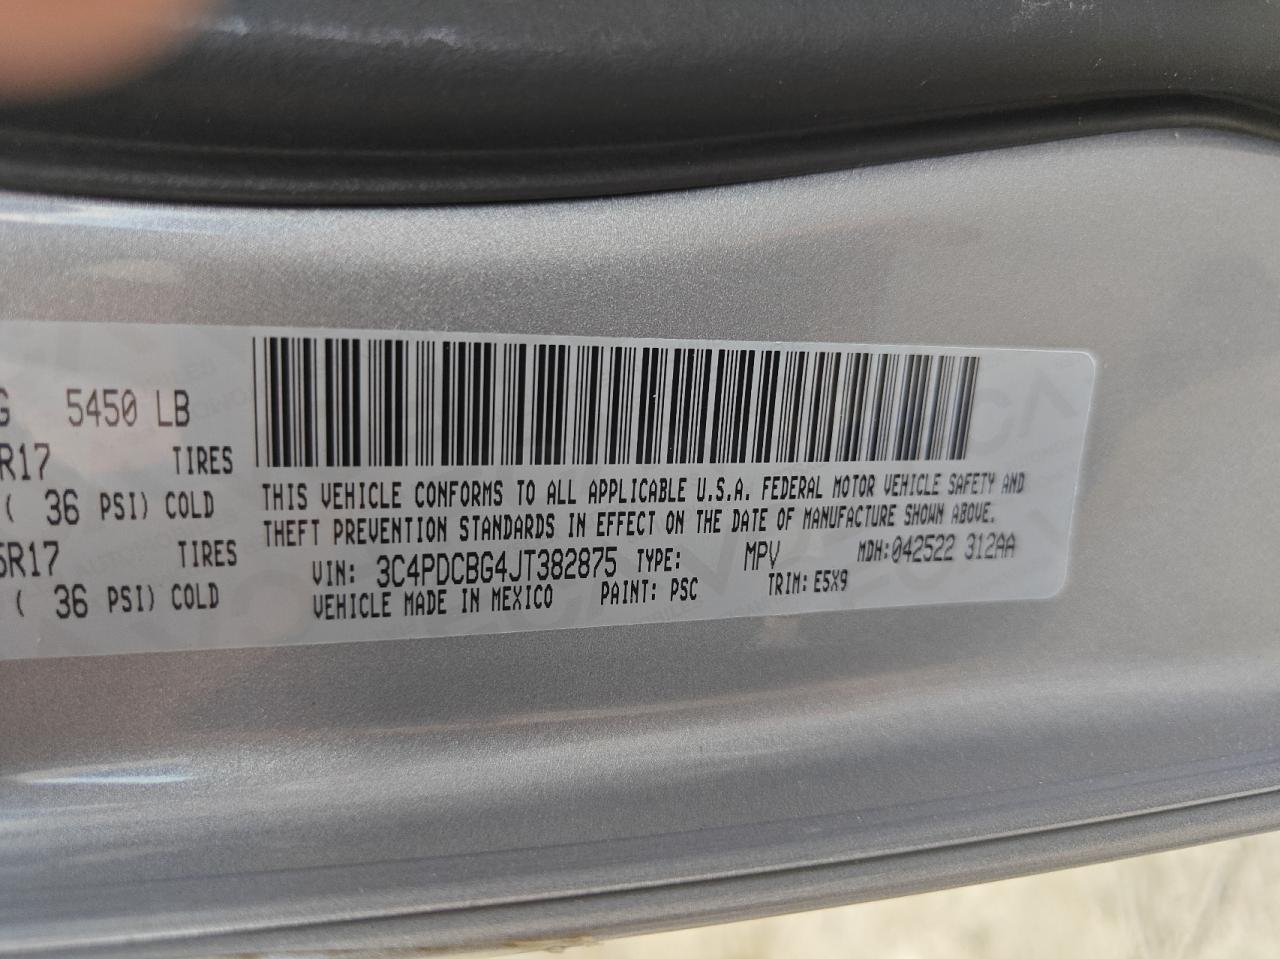 G 5450 LB
R17 TIRES
( 36 PSI) COLD
5R17 TIRES
( 36 PSI) COLD
THIS VEHICLE CONFORMS TO ALL APPLICABLE U.S.A. FEDERAL MOTOR VEHICLE SAFETY AND
THEFT PREVENTION STANDARDS IN EFFECT ON THE DATE OF MANUFACTURE SHOWN ABOVE.
VIN: 3C4PDCBG4JT382875 TYPE: MPV MDH:042522 312AA
VEHICLE MADE IN MEXICO PAINT: PSC TRIM: E5X9